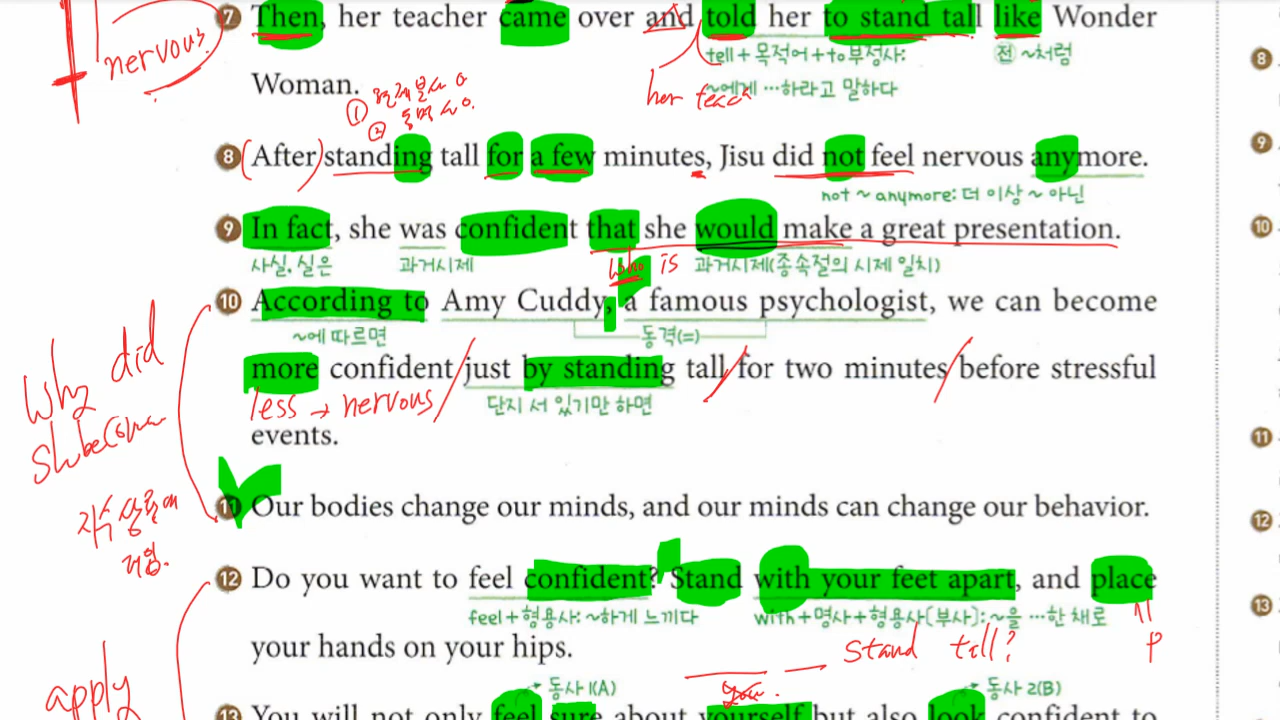 nervous?
7 Then, her teacher came over and told her to stand tall like Wonder
tell + 목적어 + to부정사:
전 ~처럼
Woman.
her teac
~에게 …하라고 말하다
①
②
8 (After) standing tall for a few minutes, Jisu did not feel nervous anymore.
not ~ anymore: 더 이상 ~ 아닌
9 In fact, she was confident that she would make a great presentation.
사실, 실은
과거시제
who is
과거시제(종속절의 시제 일치)
10 According to Amy Cuddy, a famous psychologist, we can become
~에 따르면
동격(=)
Why did
more confident just by standing tall for two minutes before stressful
less → nervous
단지 서 있기만 하면
events.
11 Our bodies change our minds, and our minds can change our behavior.
12 Do you want to feel confident? Stand with your feet apart, and place
feel + 형용사: ~하게 느끼다
with + 명사 + 형용사[부사]: ~을 …한 채로
your hands on your hips.
Stand tall?
you.
apply
동사 1(A)
동사 2(B)
13 You will not only feel sure about yourself but also look confident to
8
9
10
11
12
13